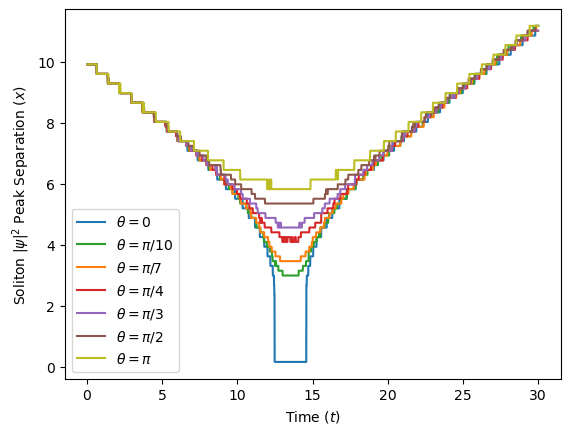 Soliton |ψ|² Peak Separation (x)
10
8
6
4
2
0
θ = 0
θ = π/10
θ = π/7
θ = π/4
θ = π/3
θ = π/2
θ = π
0 5 10 15 20 25 30
Time (t)